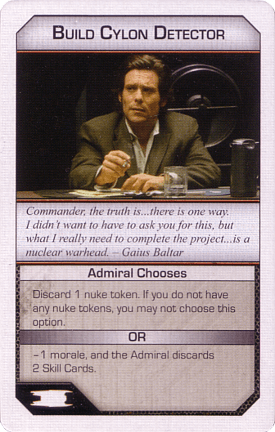 BUILD CYLON DETECTOR
Commander, the truth is...there is one way.
I didn't want to have to ask you for this, but
what I really need to complete the project...is a
nuclear warhead. – Gaius Baltar
Admiral Chooses
Discard 1 nuke token. If you do not have
any nuke tokens, you may not choose this
option.
OR
-1 morale, and the Admiral discards
2 Skill Cards.